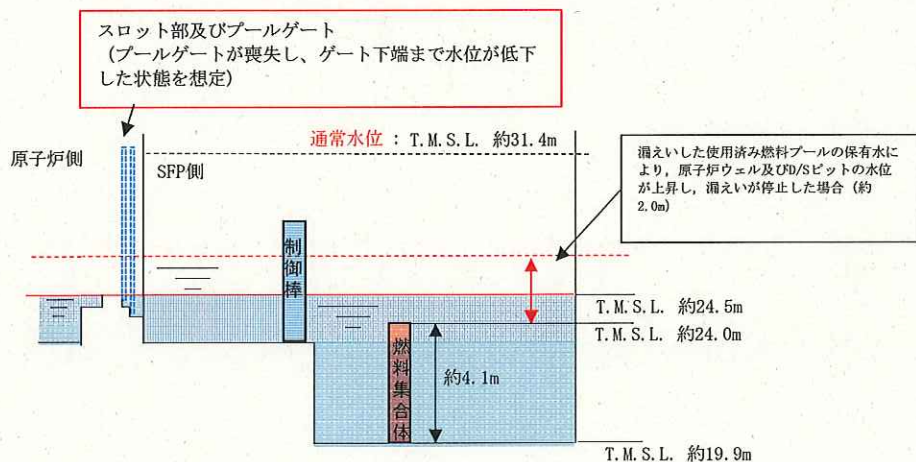 スロット部及びプールゲート
(プールゲートが喪失し、ゲート下端まで水位が低下
した状態を想定)
通常水位 : T.M.S.L. 約31.4m
原子炉側
SFP側
漏えいした使用済み燃料プールの保有水に
より，原子炉ウェル及びD/Sピットの水位
が上昇し，漏えいが停止した場合（約
2.0m）
制御棒
T.M.S.L. 約24.5m
T.M.S.L. 約24.0m
燃料集合体
約4.1m
T.M.S.L. 約19.9m